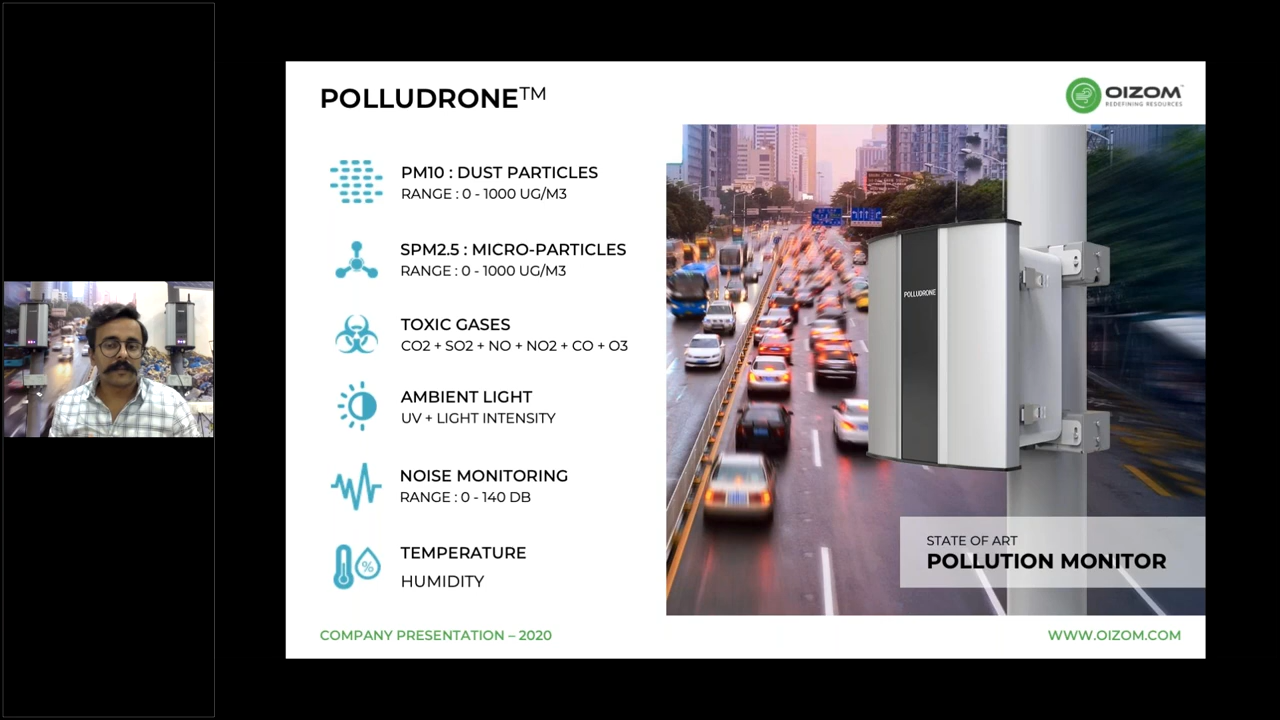 POLLUDRONE™
OIZOM™
REDEFINING RESOURCES
PM10 : DUST PARTICLES
RANGE : 0 - 1000 UG/M3
SPM2.5 : MICRO-PARTICLES
RANGE : 0 - 1000 UG/M3
TOXIC GASES
CO2 + SO2 + NO + NO2 + CO + O3
AMBIENT LIGHT
UV + LIGHT INTENSITY
NOISE MONITORING
RANGE : 0 - 140 DB
%
TEMPERATURE
HUMIDITY
POLLUDRONE
STATE OF ART
POLLUTION MONITOR
COMPANY PRESENTATION – 2020
WWW.OIZOM.COM